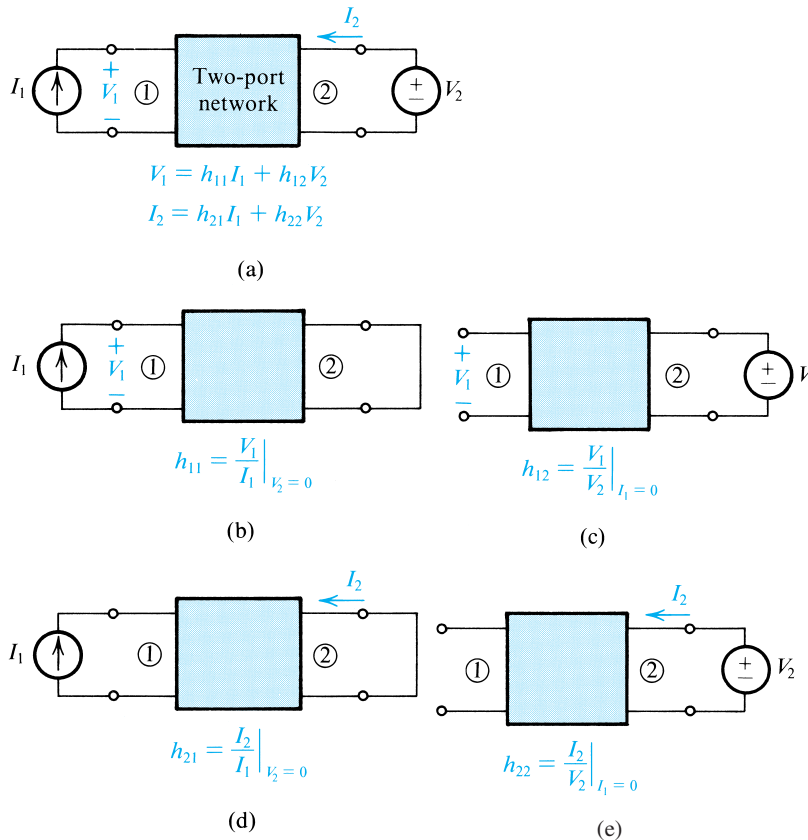 I₂
I₁ + V₁ − ① Two-port network ② + − V₂
V₁ = h₁₁I₁ + h₁₂V₂
I₂ = h₂₁I₁ + h₂₂V₂
(a)
I₁ + V₁ − ① ②
h₁₁ = V₁/I₁ |V₂ = 0
(b)
+ V₁ − ① ② + − V
h₁₂ = V₁/V₂ |I₁ = 0
(c)
I₂
I₁ ① ②
h₂₁ = I₂/I₁ |V₂ = 0
(d)
I₂
① ② + − V₂
h₂₂ = I₂/V₂ |I₁ = 0
(e)